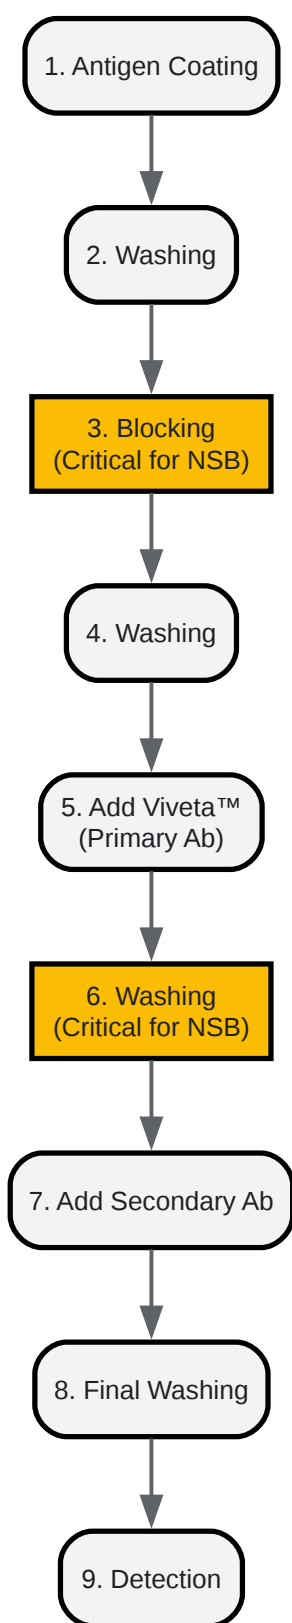 1. Antigen Coating
2. Washing
3. Blocking
(Critical for NSB)
4. Washing
5. Add Viveta™
(Primary Ab)
6. Washing
(Critical for NSB)
7. Add Secondary Ab
8. Final Washing
9. Detection